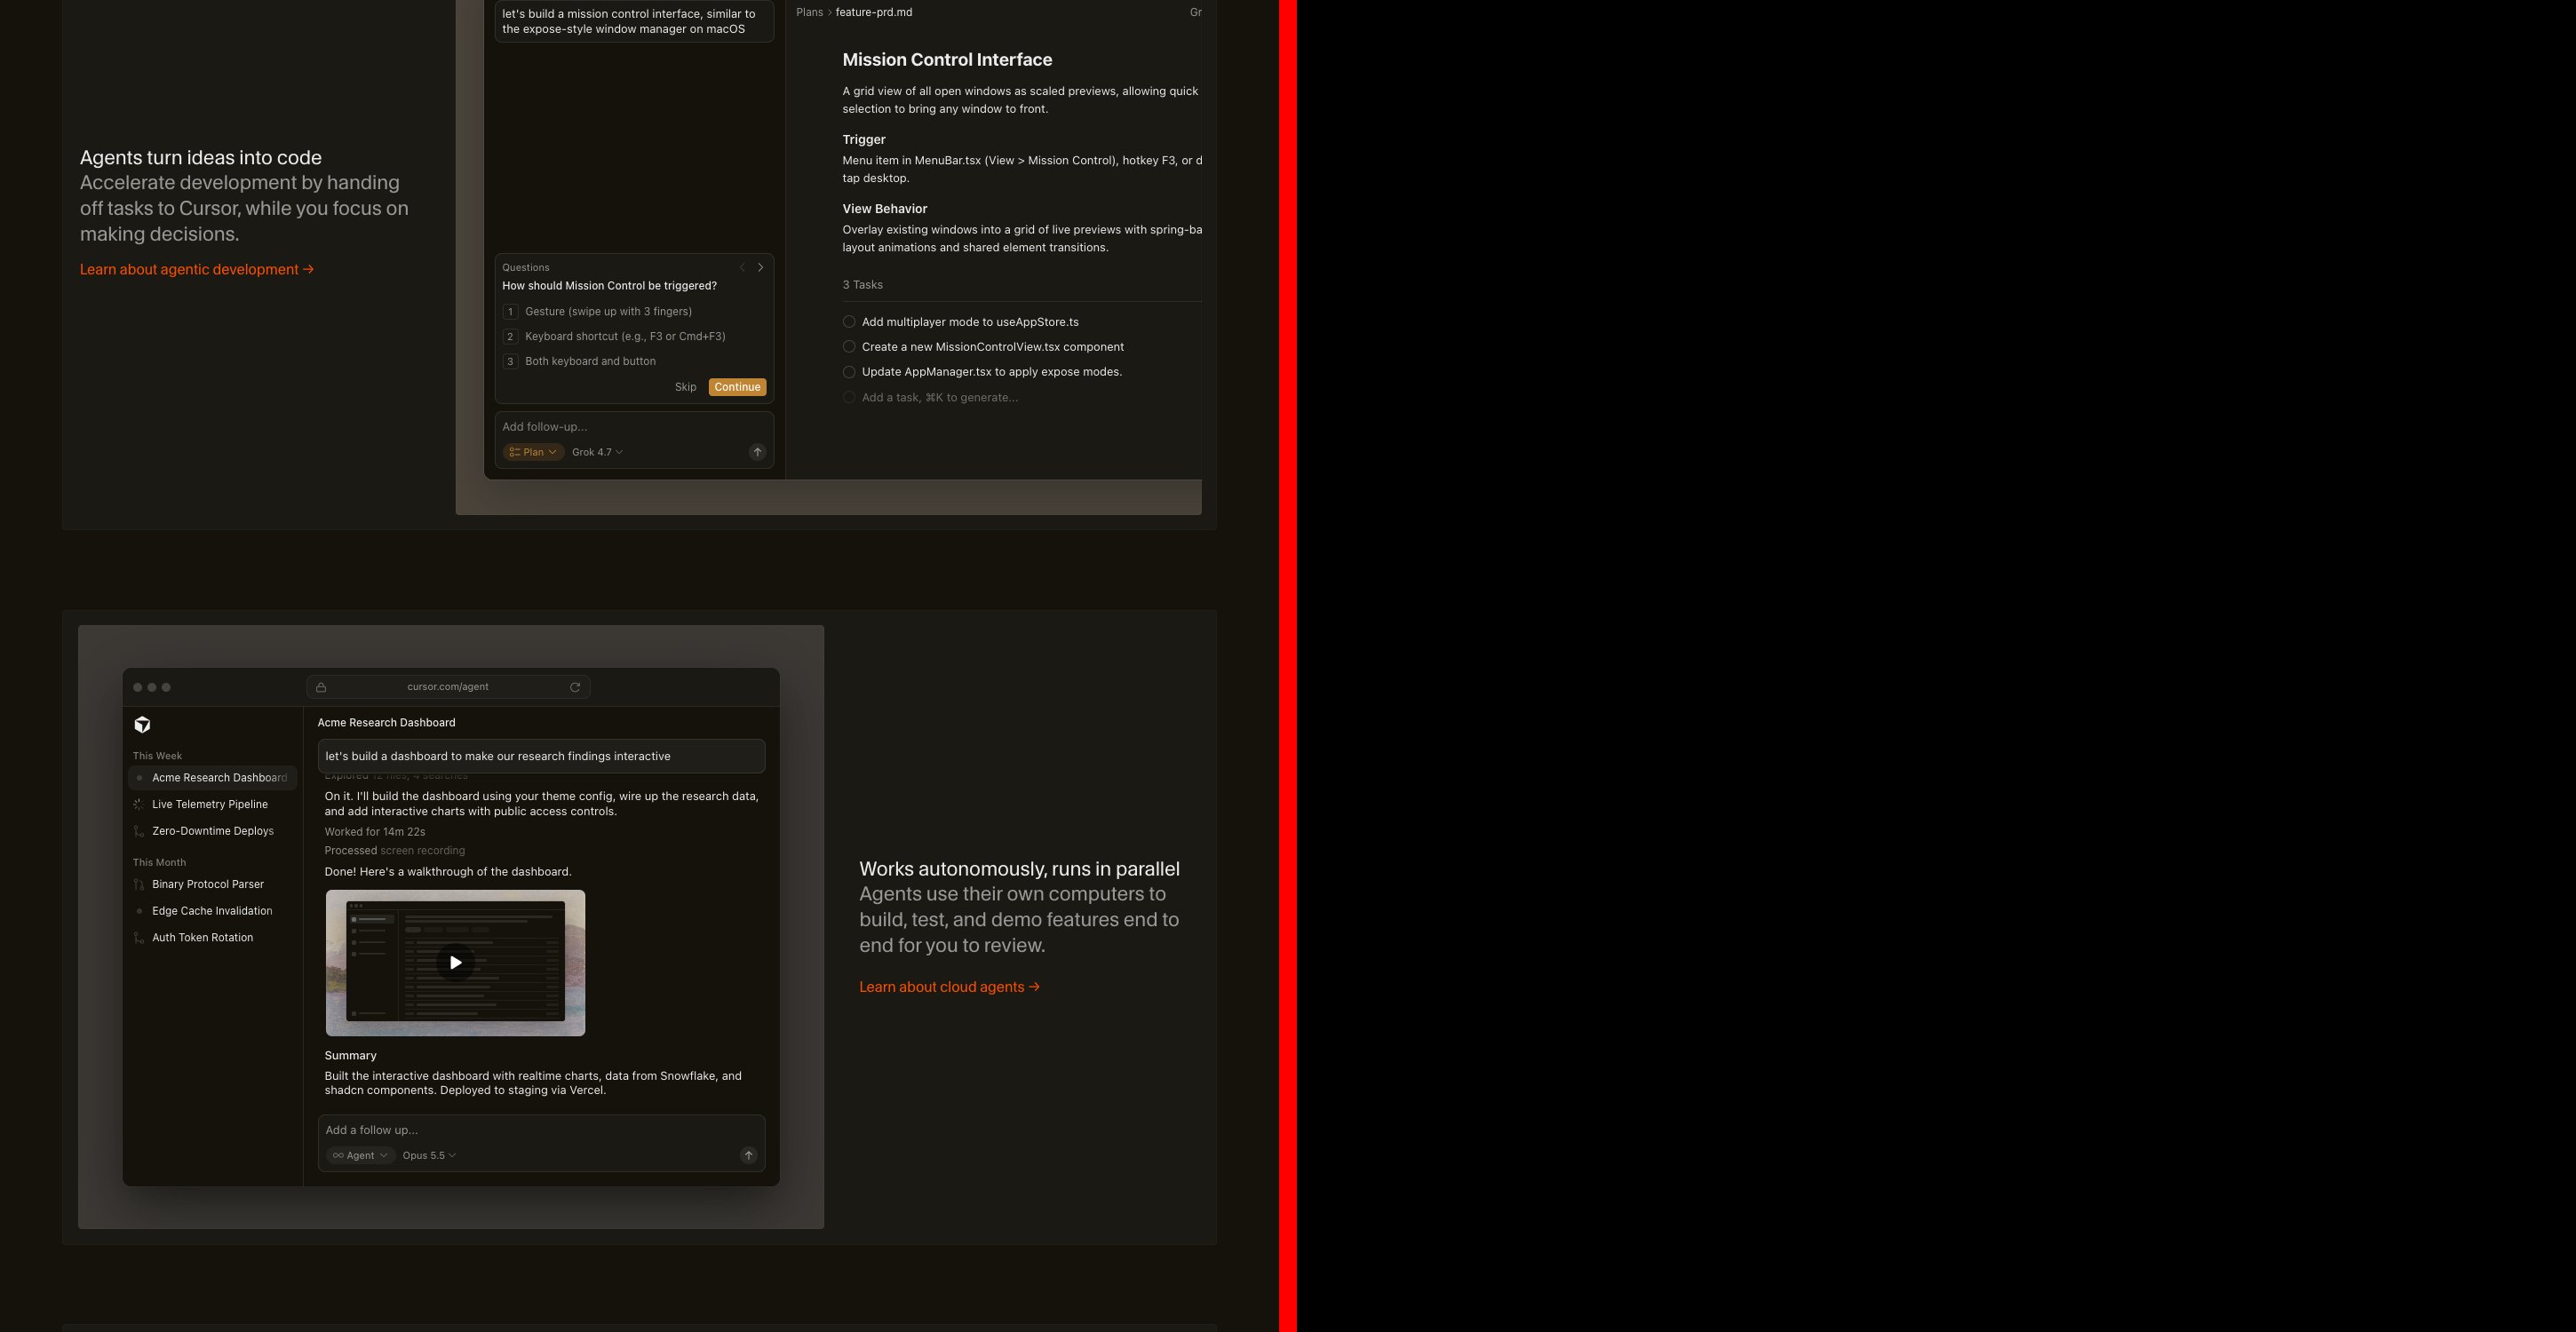 let's build a mission control interface, similar to
the expose-style window manager on macOS
Plans > feature-prd.md
Gr
Mission Control Interface
A grid view of all open windows as scaled previews, allowing quick
selection to bring any window to front.
Trigger
Menu item in MenuBar.tsx (View > Mission Control), hotkey F3, or d
tap desktop.
View Behavior
Overlay existing windows into a grid of live previews with spring-ba
layout animations and shared element transitions.
3 Tasks
Add multiplayer mode to useAppStore.ts
Create a new MissionControlView.tsx component
Update AppManager.tsx to apply expose modes.
Add a task, ⌘K to generate...
Agents turn ideas into code
Accelerate development by handing
off tasks to Cursor, while you focus on
making decisions.
Learn about agentic development →
Questions
How should Mission Control be triggered?
1 Gesture (swipe up with 3 fingers)
2 Keyboard shortcut (e.g., F3 or Cmd+F3)
3 Both keyboard and button
Skip Continue
Add follow-up...
Plan Grok 4.7
cursor.com/agent
This Week
Acme Research Dashboard
Live Telemetry Pipeline
Zero-Downtime Deploys
This Month
Binary Protocol Parser
Edge Cache Invalidation
Auth Token Rotation
Acme Research Dashboard
let's build a dashboard to make our research findings interactive
Explored 12 files, 4 searches
On it. I'll build the dashboard using your theme config, wire up the research data,
and add interactive charts with public access controls.
Worked for 14m 22s
Processed screen recording
Done! Here's a walkthrough of the dashboard.
Summary
Built the interactive dashboard with realtime charts, data from Snowflake, and
shadcn components. Deployed to staging via Vercel.
Add a follow up...
Agent Opus 5.5
Works autonomously, runs in parallel
Agents use their own computers to
build, test, and demo features end to
end for you to review.
Learn about cloud agents →